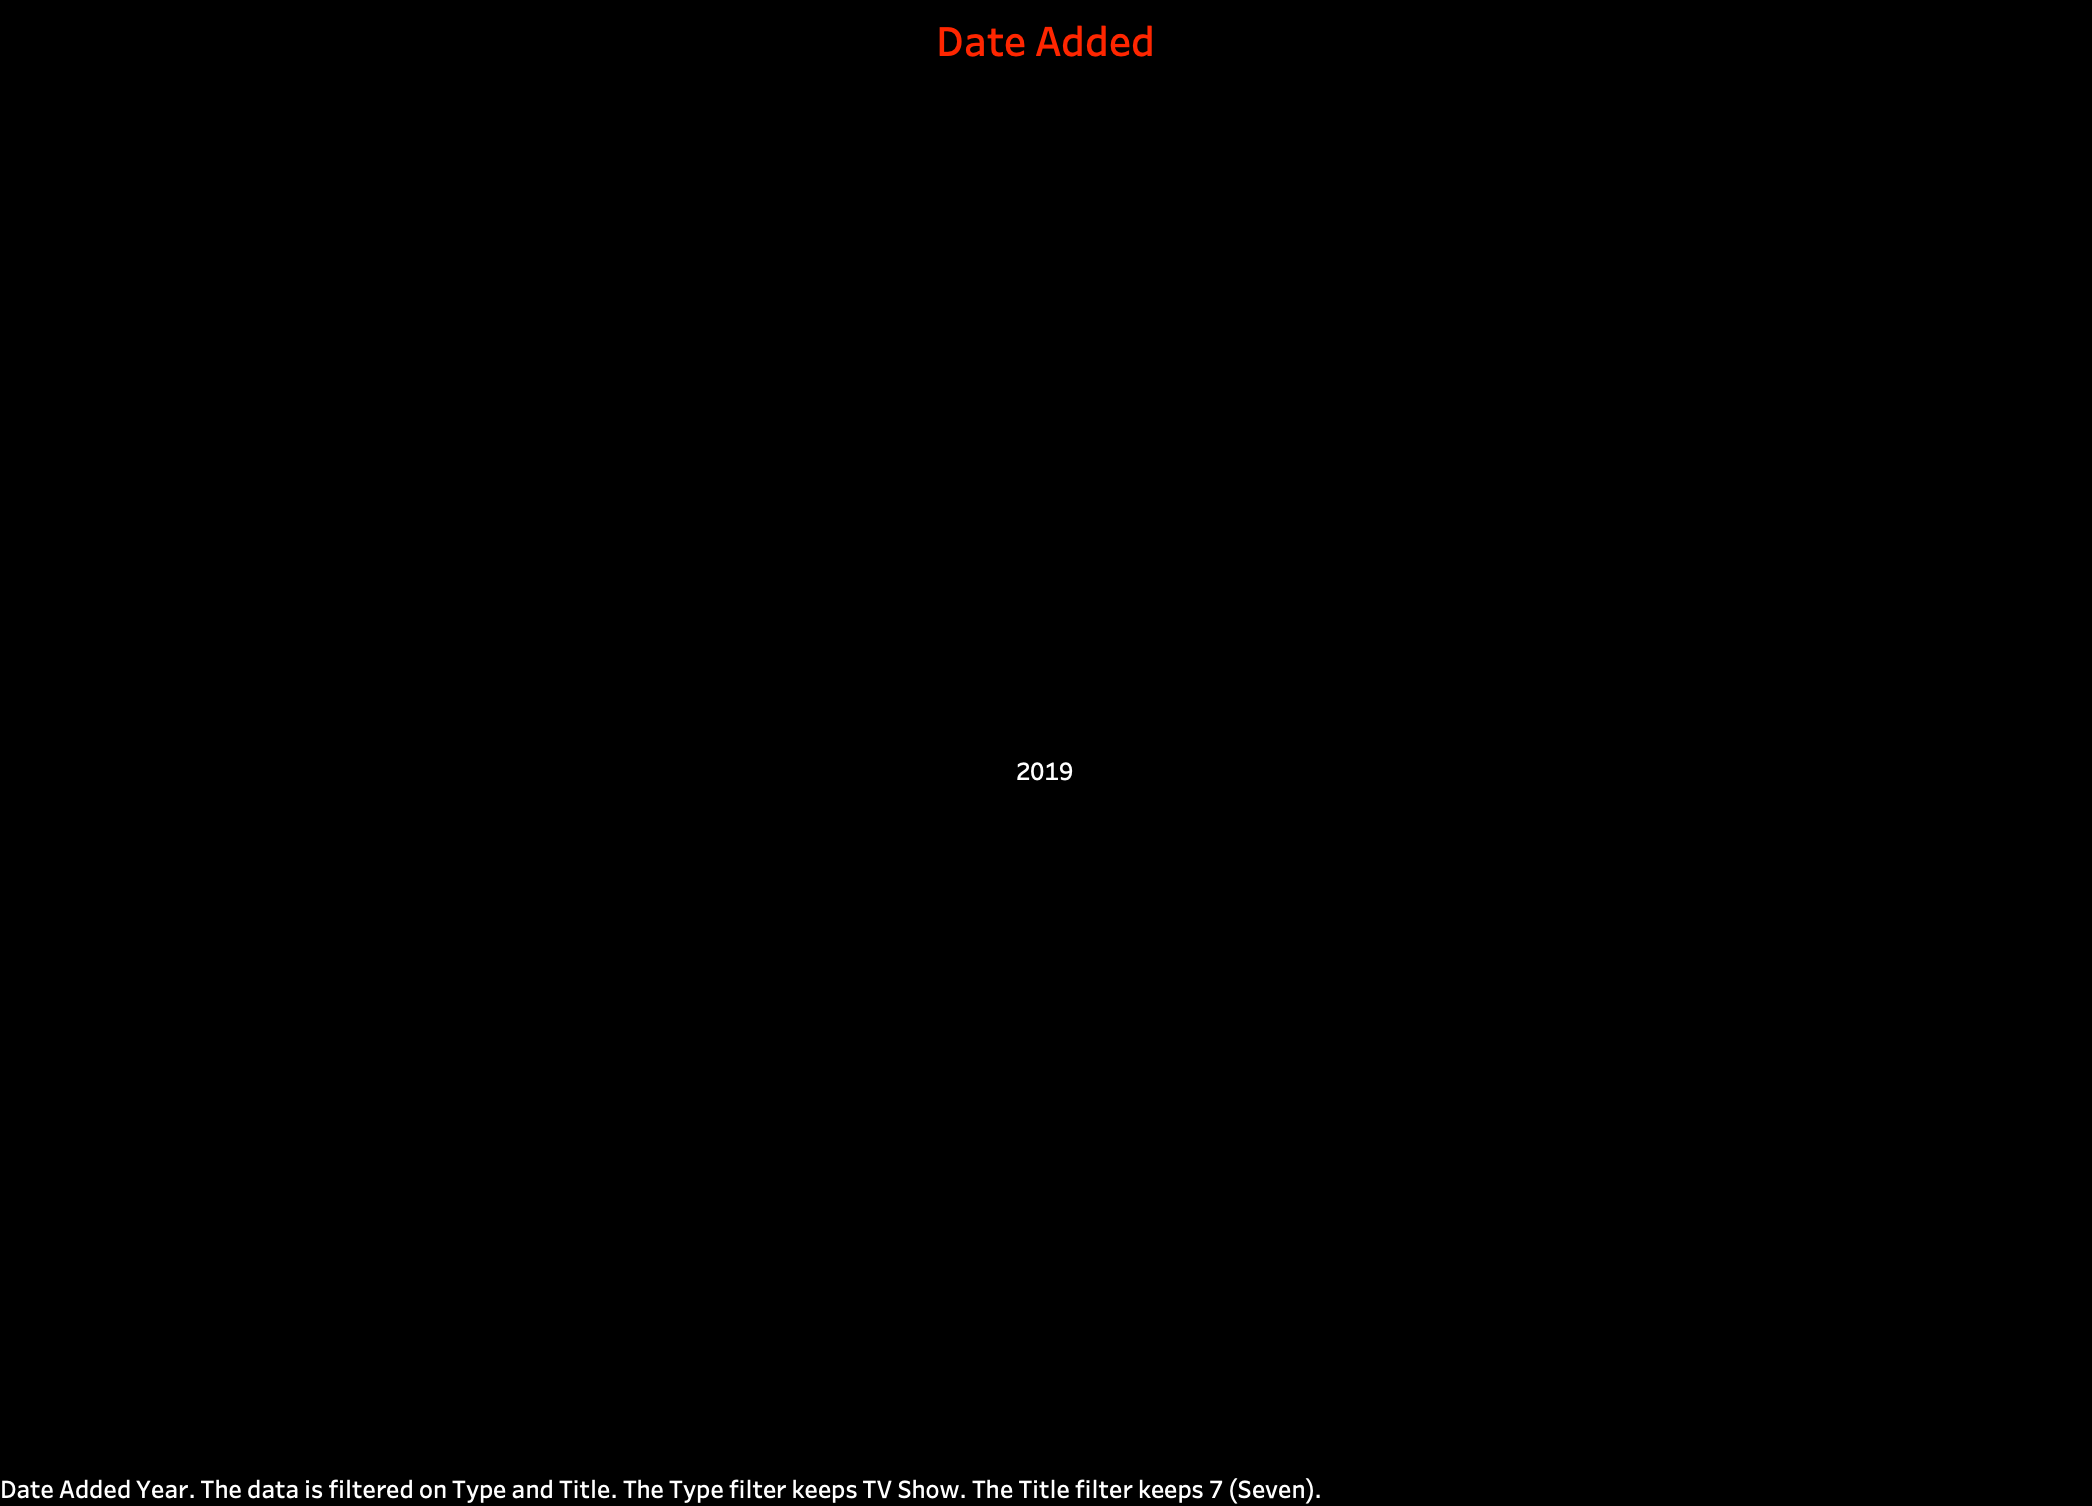 Date Added
2019
Date Added Year. The data is filtered on Type and Title. The Type filter keeps TV Show. The Title filter keeps 7 (Seven).